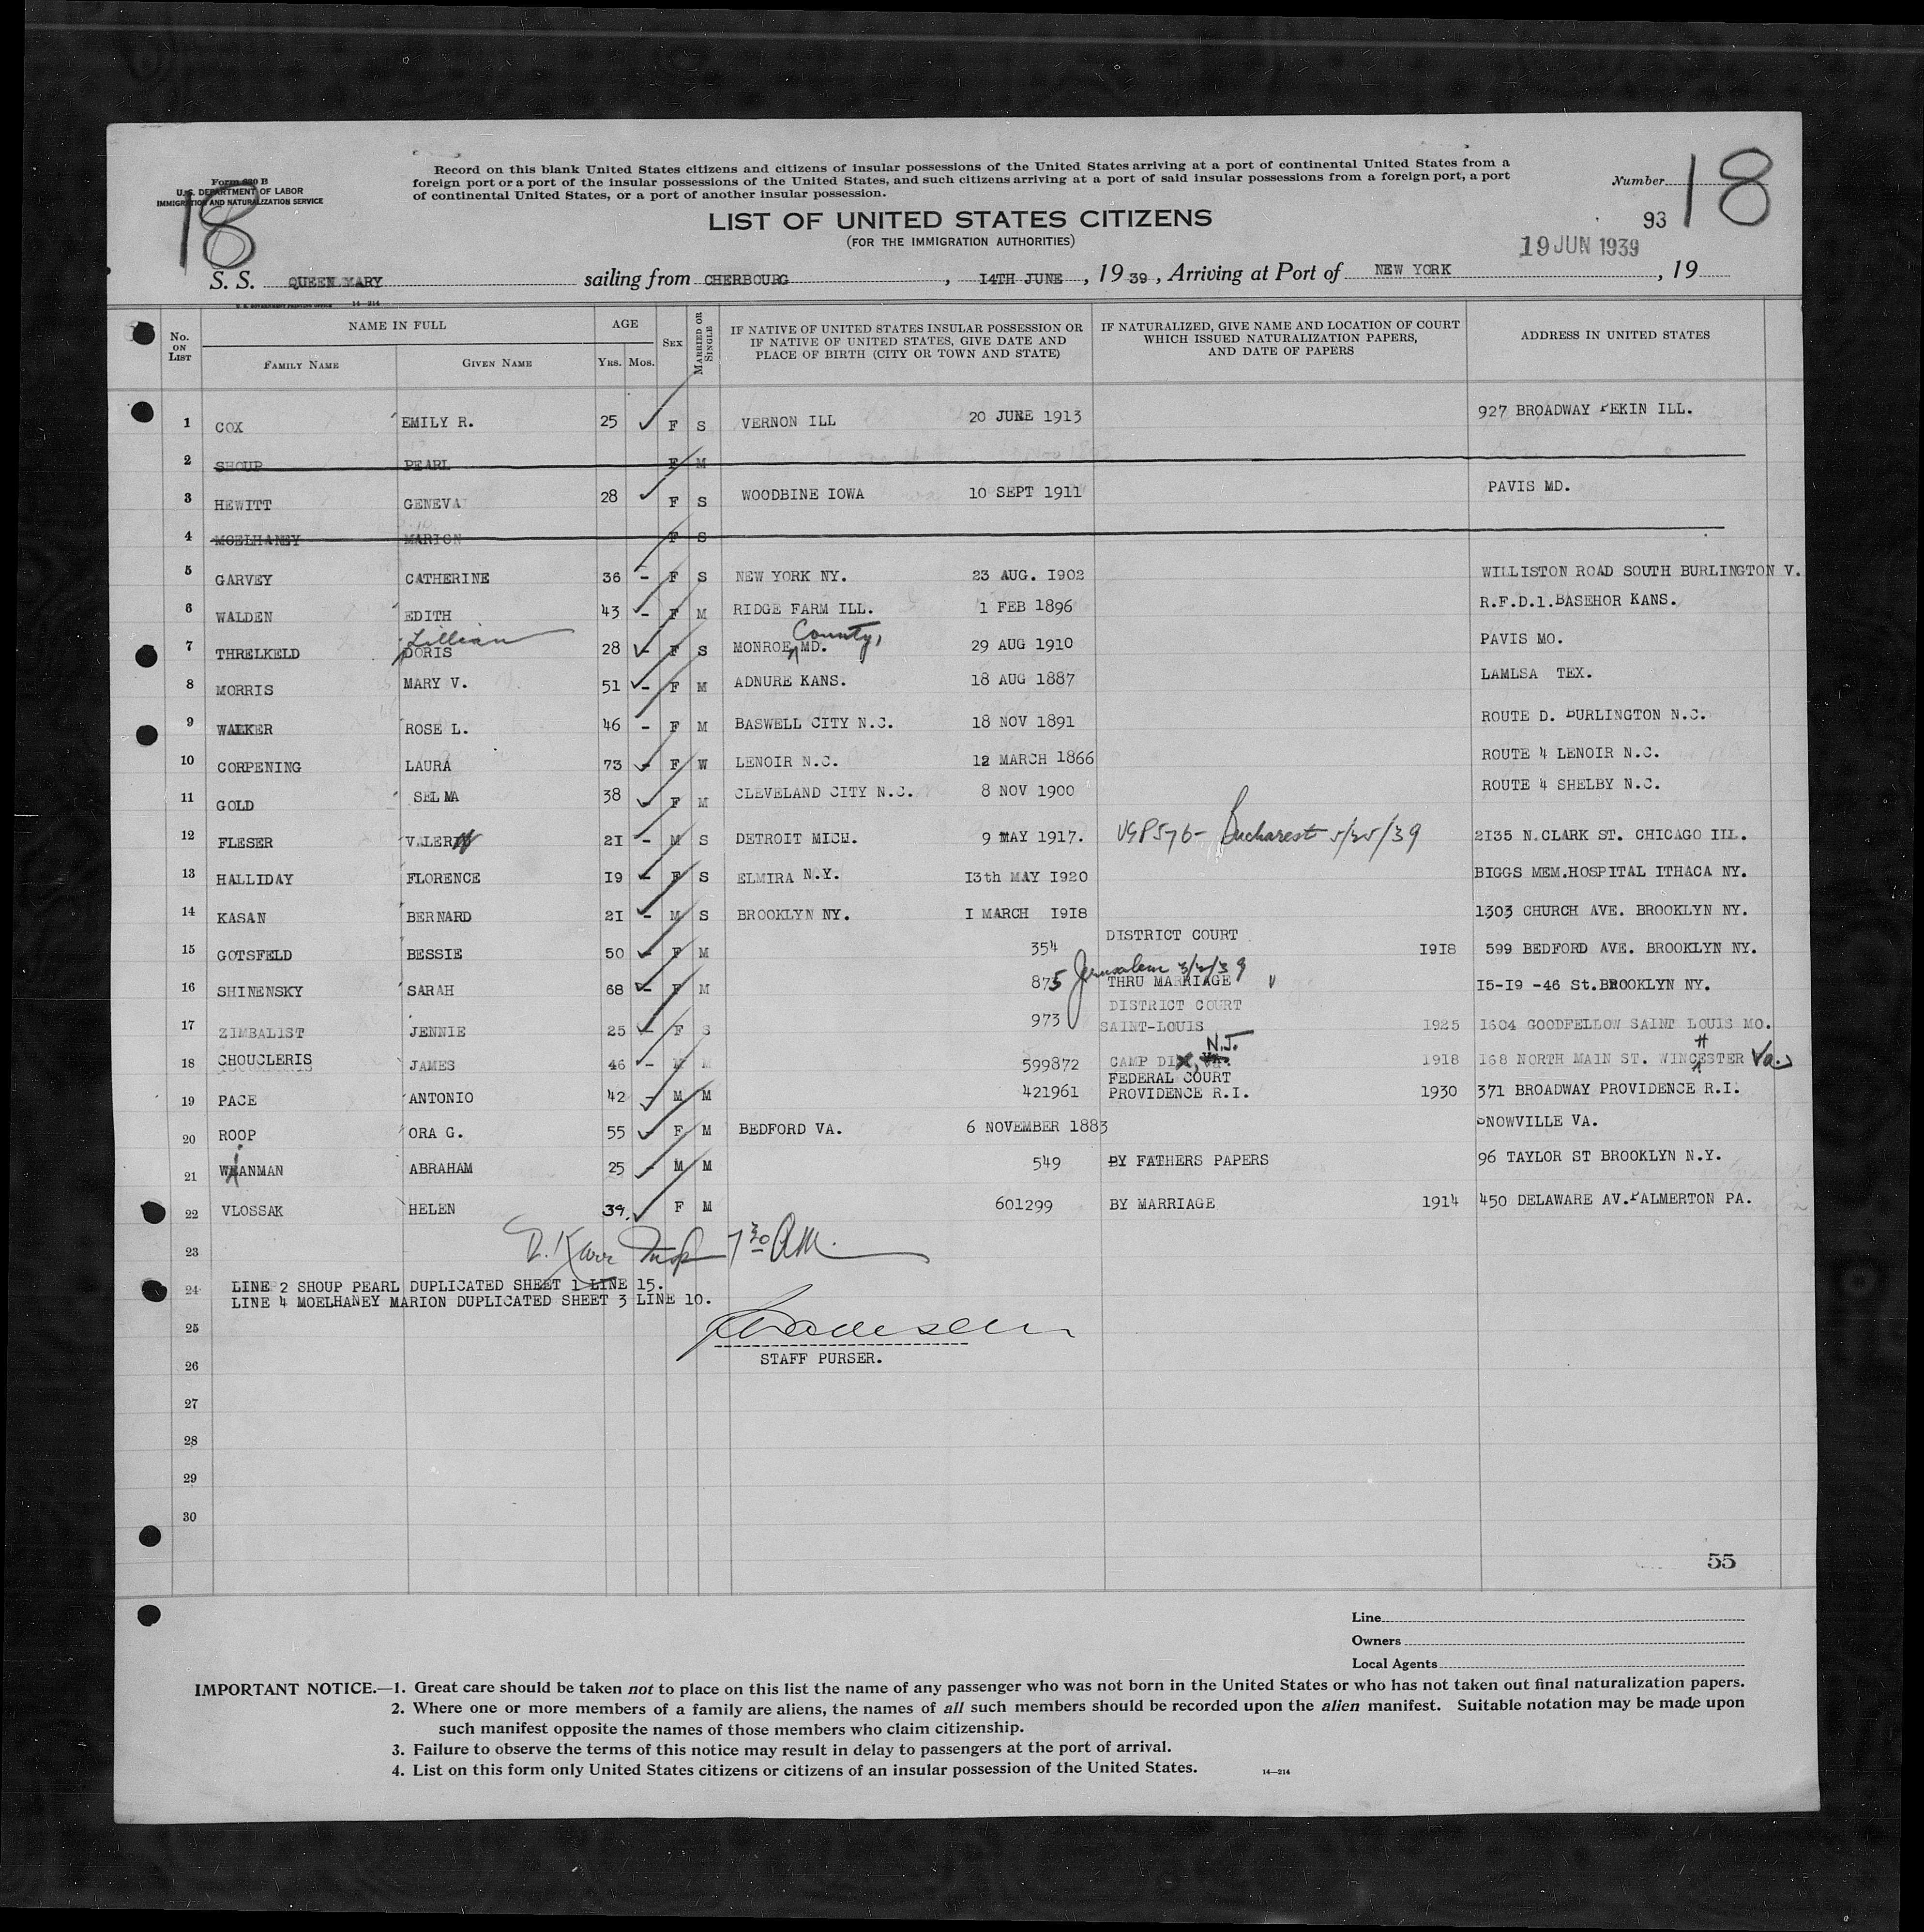 Form 630 B
U.S. DEPARTMENT OF LABOR
IMMIGRATION AND NATURALIZATION SERVICE
18
Record on this blank United States citizens and citizens of insular possessions of the United States arriving at a port of continental United States from a
foreign port or a port of the insular possessions of the United States, and such citizens arriving at a port of said insular possessions from a foreign port, a port
of continental United States, or a port of another insular possession.
Number 18
93
LIST OF UNITED STATES CITIZENS
(FOR THE IMMIGRATION AUTHORITIES)
19 JUN 1939
S. S. QUEEN MARY sailing from CHERBOURG, 14TH JUNE, 1939, Arriving at Port of NEW YORK, 19
U. S. GOVERNMENT PRINTING OFFICE 14—214
No. ON LIST NAME IN FULL AGE SEX MARRIED OR SINGLE IF NATIVE OF UNITED STATES INSULAR POSSESSION OR IF NATIVE OF UNITED STATES, GIVE DATE AND PLACE OF BIRTH (CITY OR TOWN AND STATE) IF NATURALIZED, GIVE NAME AND LOCATION OF COURT WHICH ISSUED NATURALIZATION PAPERS, AND DATE OF PAPERS ADDRESS IN UNITED STATES
FAMILY NAME GIVEN NAME YRS. MOS.
1 COX EMILY R. 25 F S VERNON ILL 20 JUNE 1913 927 BROADWAY PEKIN ILL.
2 SHOUP PEARL F M
3 HEWITT GENEVA 28 F S WOODBINE IOWA 10 SEPT 1911 PAVIS MD.
4 MOELHANEY MARION F S
5 GARVEY CATHERINE 36 - F S NEW YORK NY. 23 AUG. 1902 WILLISTON ROAD SOUTH BURLINGTON V.
6 WALDEN EDITH 43 - F M RIDGE FARM ILL. 1 FEB 1896 R.F.D.1.BASEHOR KANS.
Lillian County,
7 THRELKELD DORIS 28 - F S MONROE MD. 29 AUG 1910 PAVIS MO.
8 MORRIS MARY V. 51 - F M ADNURE KANS. 18 AUG 1887 LAMLSA TEX.
9 WALKER ROSE L. 46 - F M BASWELL CITY N.C. 18 NOV 1891 ROUTE D. BURLINGTON N.C.
10 CORPENING LAURA 73 - F W LENOIR N.C. 12 MARCH 1866 ROUTE 4 LENOIR N.C.
11 GOLD SELMA 38 F M CLEVELAND CITY N.C. 8 NOV 1900 ROUTE 4 SHELBY N.C.
12 FLESER VALERIU 21 - M S DETROIT MICH. 9 MAY 1917. Bucharest 5/25/39 2135 N.CLARK ST. CHICAGO ILL.
13 HALLIDAY FLORENCE 19 - F S ELMIRA N.Y. 13th MAY 1920 BIGGS MEM.HOSPITAL ITHACA NY.
14 KASAN BERNARD 21 - M S BROOKLYN NY. 1 MARCH 1918 1303 CHURCH AVE. BROOKLYN NY.
15 GOTSFELD BESSIE 50 - F M 354 DISTRICT COURT 1918 599 BEDFORD AVE. BROOKLYN NY.
Jerusalem 3/2/39
16 SHINENSKY SARAH 68 - F M 875 THRU MARRIAGE " 15-19 -46 St.BROOKLYN NY.
17 ZIMBALIST JENNIE 25 - F S 973 DISTRICT COURT SAINT-LOUIS 1925 1604 GOODFELLOW SAINT LOUIS MO.
N.J. H
18 CHOUCLERIS JAMES 46 - M M 599872 CAMP DIX, 1918 168 NORTH MAIN ST. WINCESTER Va.
19 PACE ANTONIO 42 M M 421961 FEDERAL COURT PROVIDENCE R.I. 1930 371 BROADWAY PROVIDENCE R.I.
20 ROOP ORA G. 55 F M BEDFORD VA. 6 NOVEMBER 1883 SNOWVILLE VA.
21 WIANMAN ABRAHAM 25 M M 549 BY FATHERS PAPERS 96 TAYLOR ST BROOKLYN N.Y.
22 VLOSSAK HELEN 39. F M 601299 BY MARRIAGE 1914 450 DELAWARE AV.PALMERTON PA.
23 Insp 7 30 AM.
24 LINE 2 SHOUP PEARL DUPLICATED SHEET 1 LINE 15.
LINE 4 MOELHANEY MARION DUPLICATED SHEET 3 LINE 10.
25
26 STAFF PURSER.
27
28
29
30
55
Line
Owners
Local Agents
IMPORTANT NOTICE.—1. Great care should be taken not to place on this list the name of any passenger who was not born in the United States or who has not taken out final naturalization papers.
2. Where one or more members of a family are aliens, the names of all such members should be recorded upon the alien manifest. Suitable notation may be made upon
such manifest opposite the names of those members who claim citizenship.
3. Failure to observe the terms of this notice may result in delay to passengers at the port of arrival.
4. List on this form only United States citizens or citizens of an insular possession of the United States.
14—214